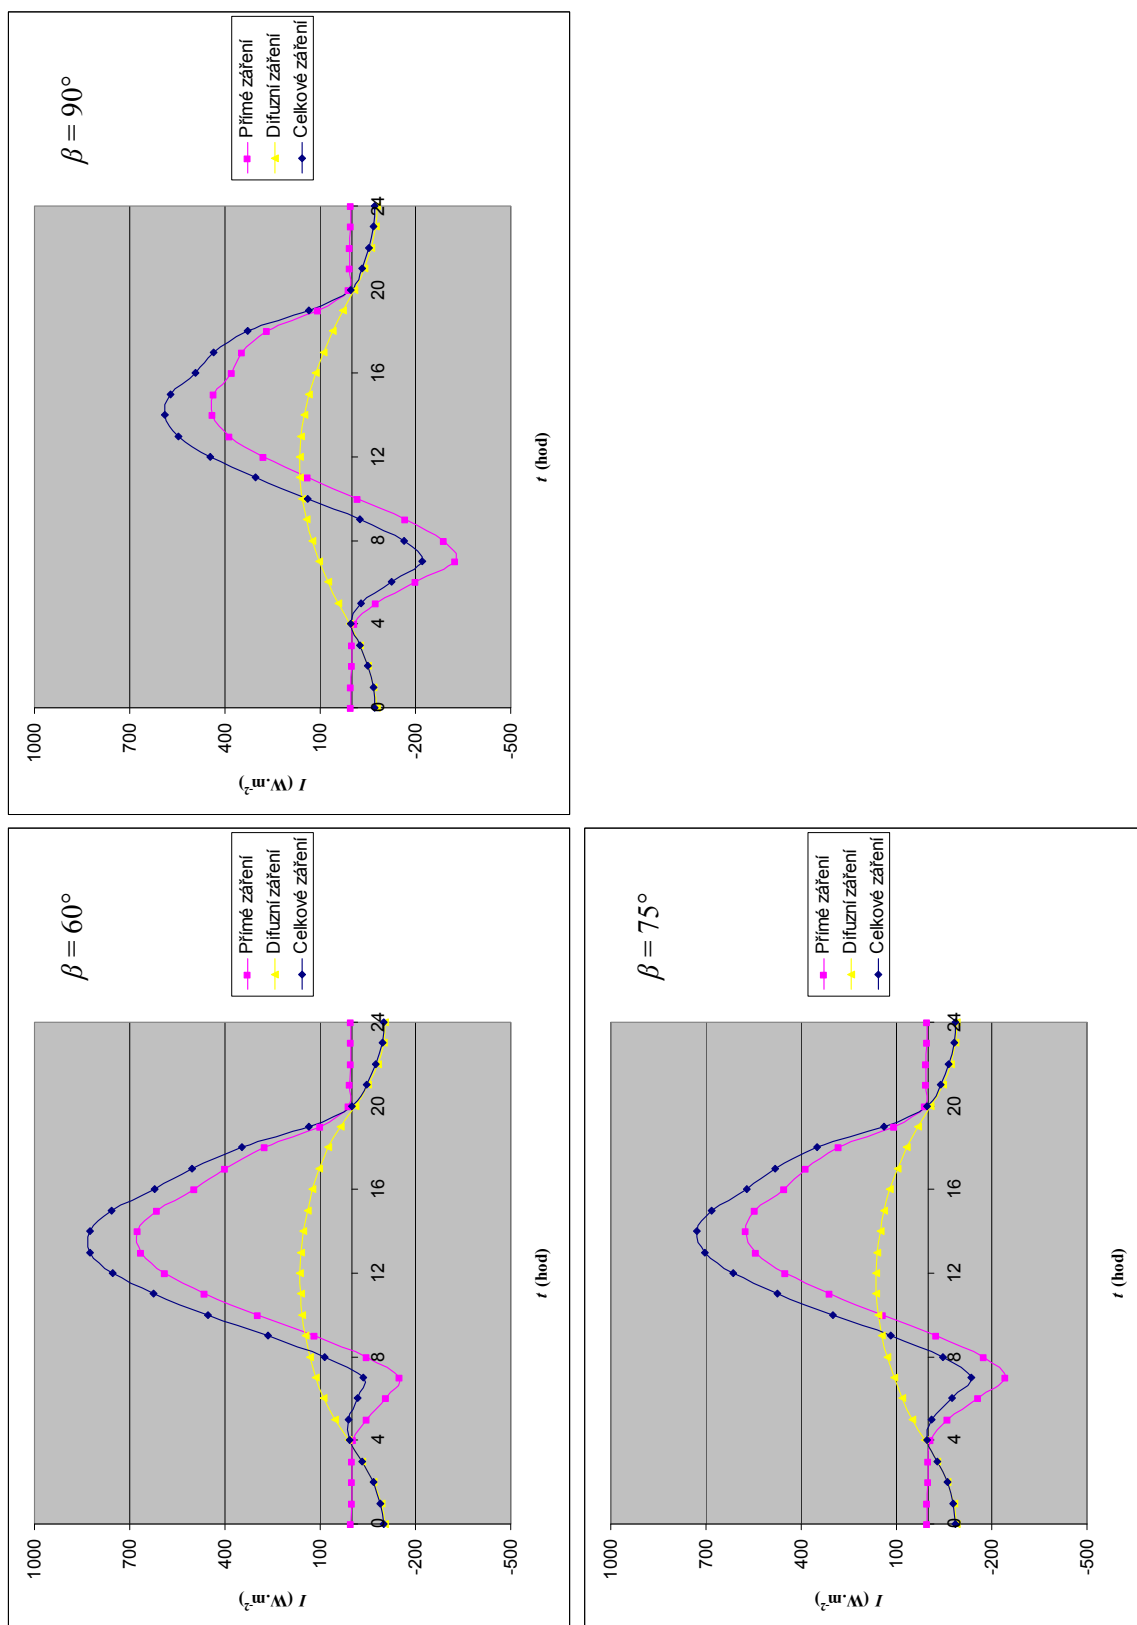 β = 60°
1000
700
400
100
-200
-500
I (W.m⁻²)
0 4 8 12 16 20 24
t (hod)
Přímé záření
Difuzní záření
Celkové záření
β = 90°
1000
700
400
100
-200
-500
I (W.m⁻²)
0 4 8 12 16 20 24
t (hod)
Přímé záření
Difuzní záření
Celkové záření
β = 75°
1000
700
400
100
-200
-500
I (W.m⁻²)
0 4 8 12 16 20 24
t (hod)
Přímé záření
Difuzní záření
Celkové záření